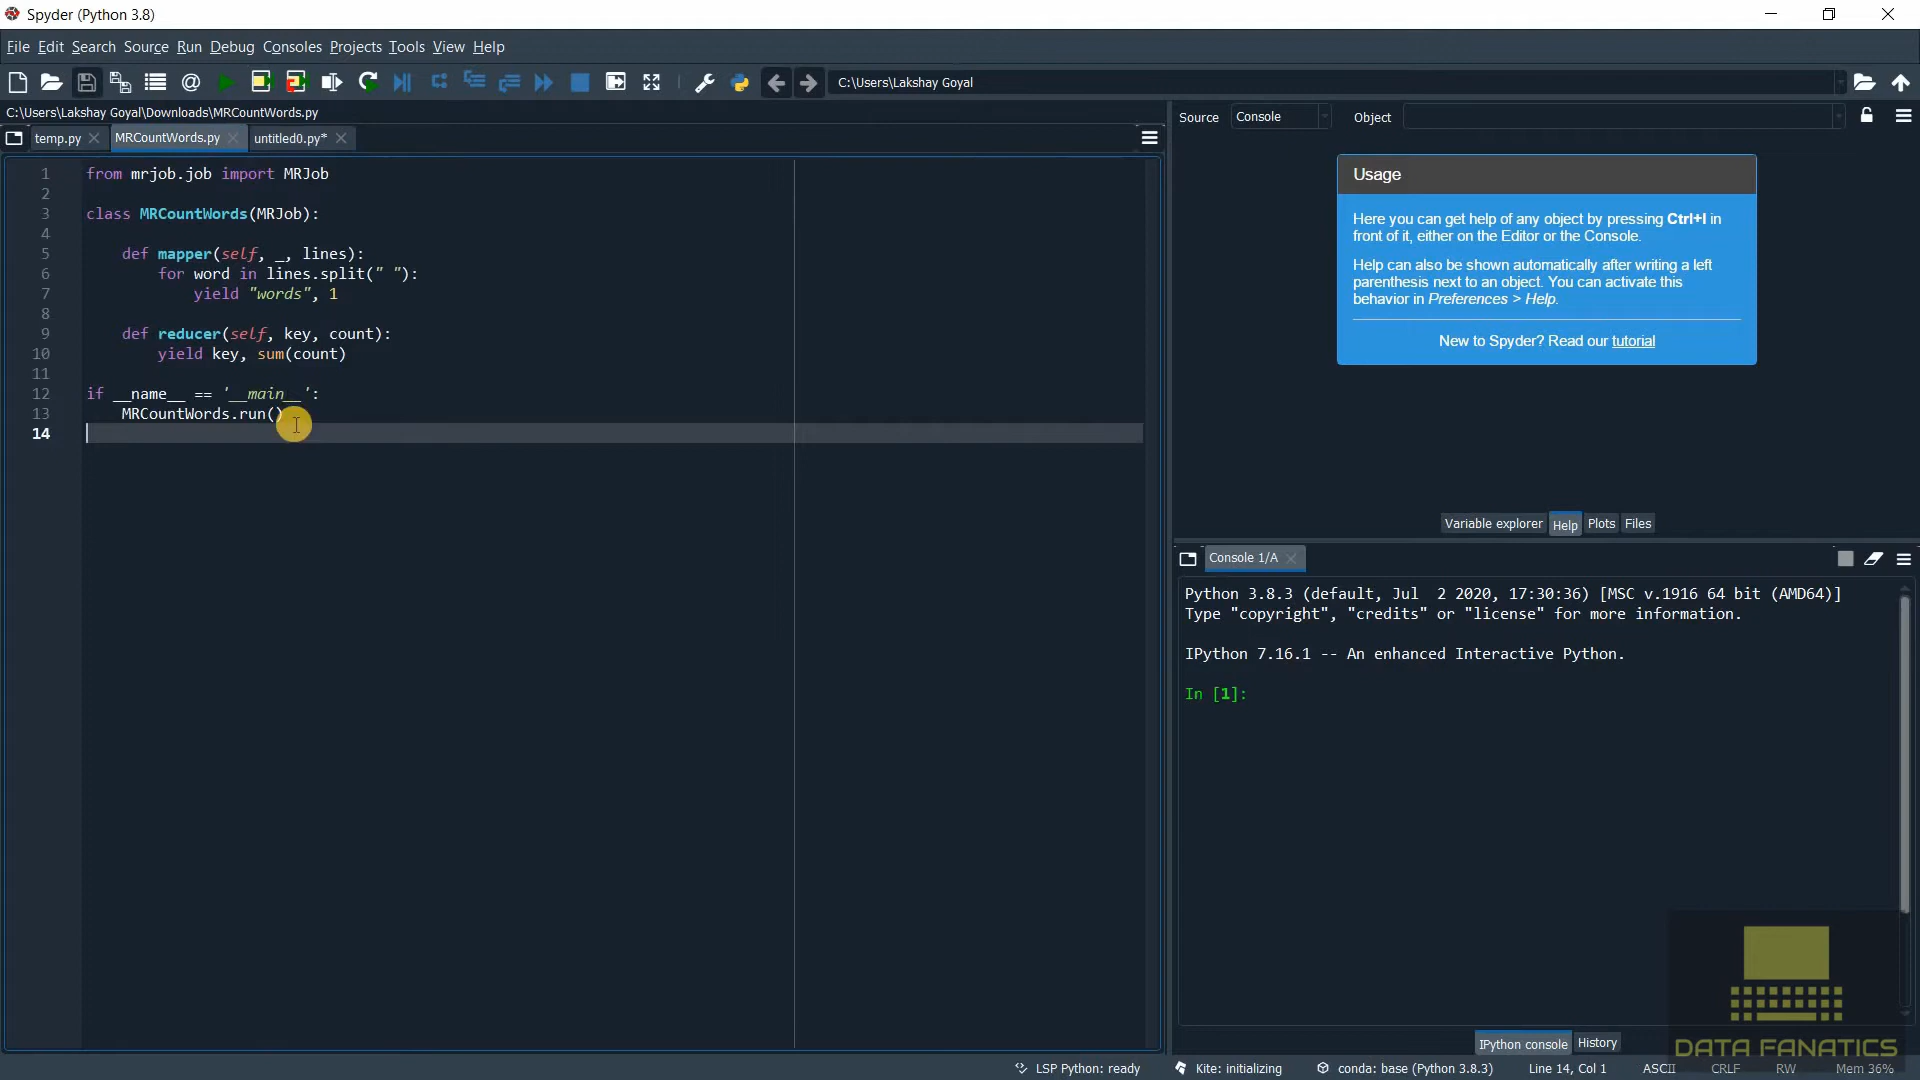 Spyder (Python 3.8)
File Edit Search Source Run Debug Consoles Projects Tools View Help
C:\Users\Lakshay Goyal
C:\Users\Lakshay Goyal\Downloads\MRCountWords.py
temp.py MRCountWords.py untitled0.py*
1 from mrjob.job import MRJob
2
3 class MRCountWords(MRJob):
4
5 def mapper(self, _, lines):
6 for word in lines.split(" "):
7 yield "words", 1
8
9 def reducer(self, key, count):
10 yield key, sum(count)
11
12 if __name__ == '__main__':
13 MRCountWords.run()
14
Source Console Object
Usage
Here you can get help of any object by pressing Ctrl+I in
front of it, either on the Editor or the Console.
Help can also be shown automatically after writing a left
parenthesis next to an object. You can activate this
behavior in Preferences > Help.
New to Spyder? Read our tutorial
Variable explorer Help Plots Files
Console 1/A
Python 3.8.3 (default, Jul 2 2020, 17:30:36) [MSC v.1916 64 bit (AMD64)]
Type "copyright", "credits" or "license" for more information.
IPython 7.16.1 -- An enhanced Interactive Python.
In [1]:
IPython console History
DATA FANATICS
LSP Python: ready Kite: initializing conda: base (Python 3.8.3) Line 14, Col 1 ASCII CRLF RW Mem 36%